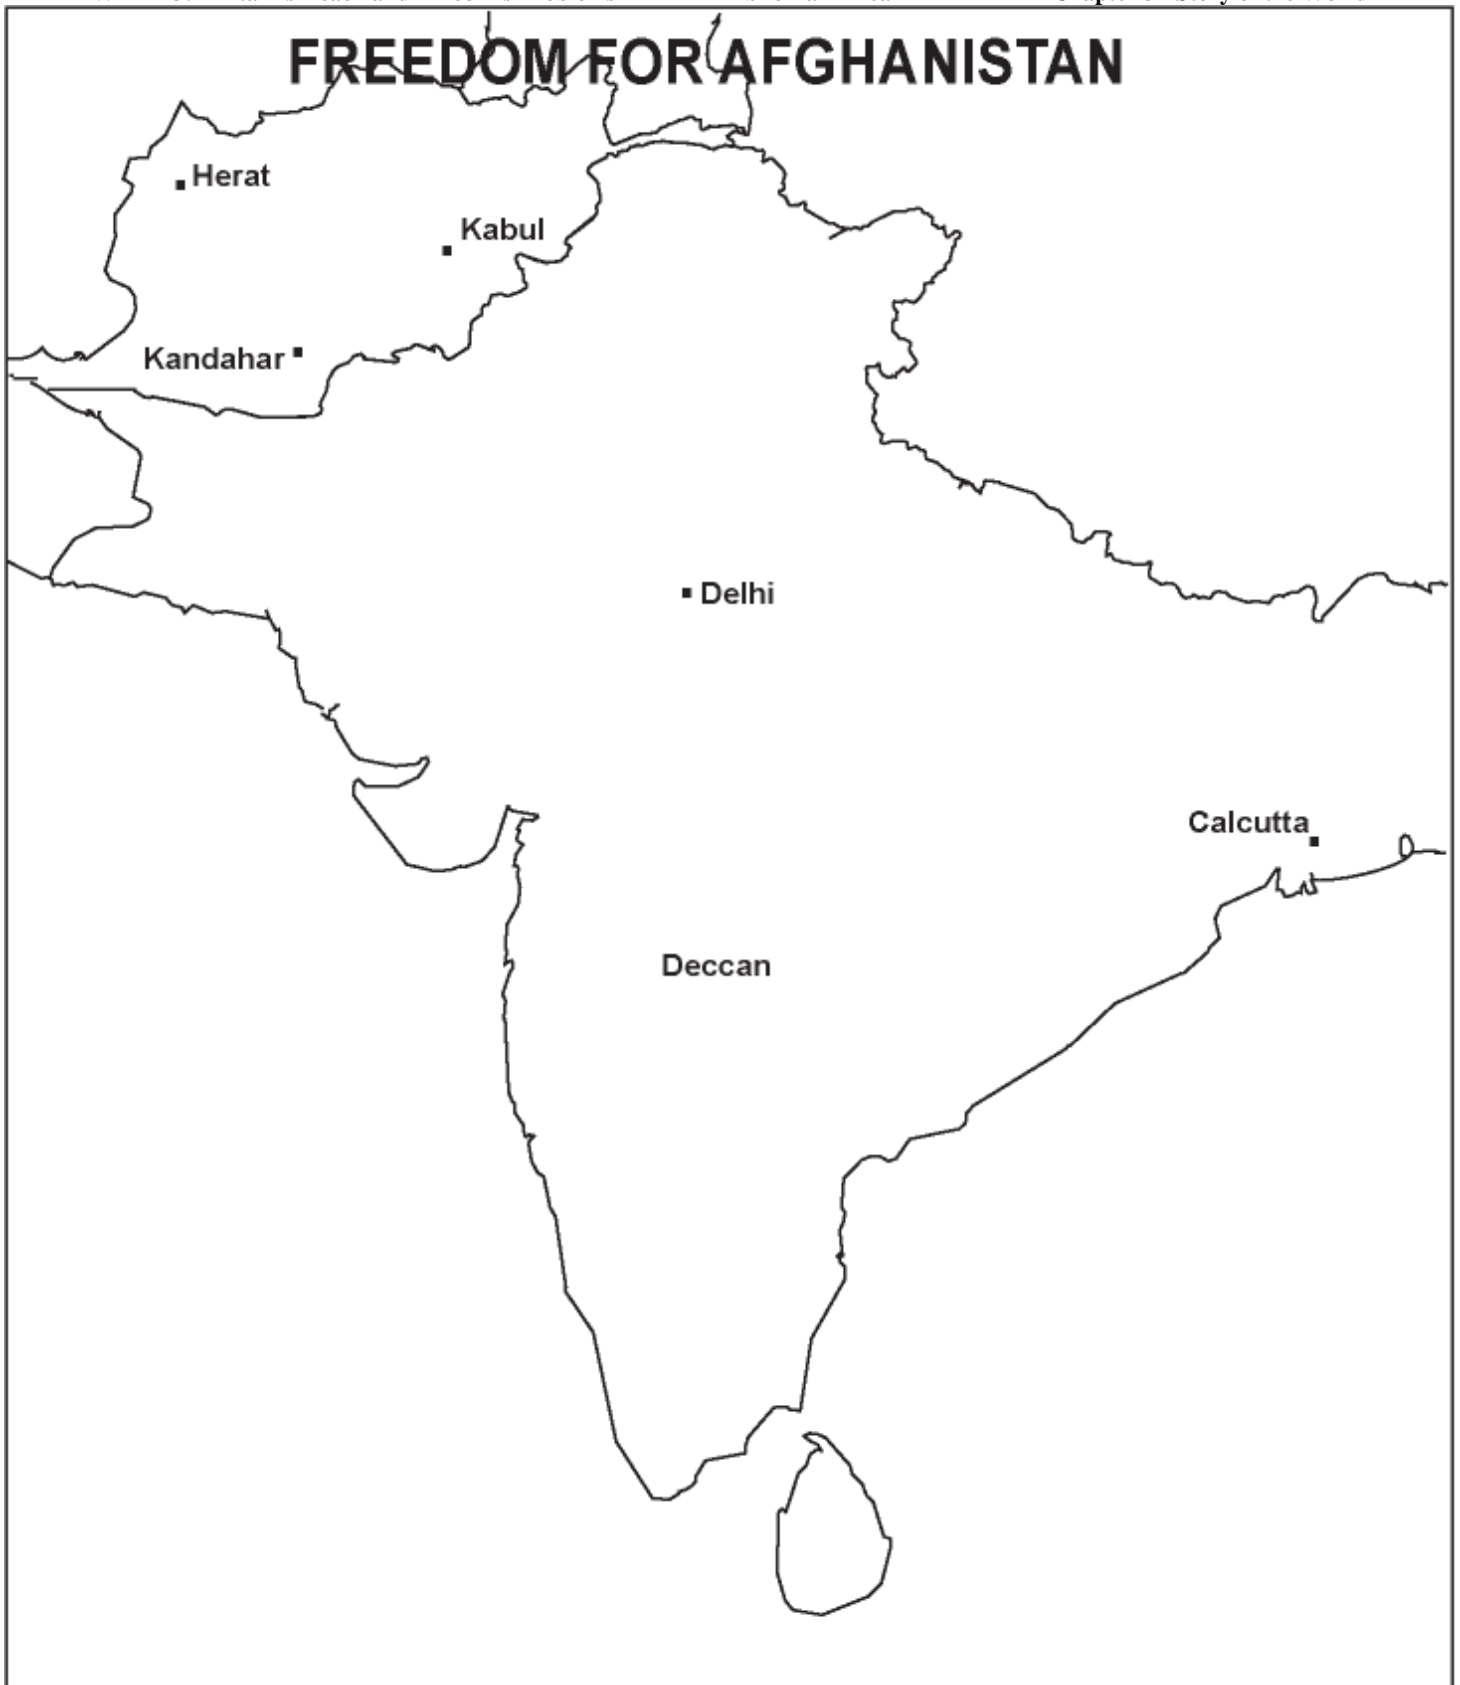 FREEDOM FOR AFGHANISTAN
Herat
Kabul
Kandahar
Delhi
Calcutta
Deccan